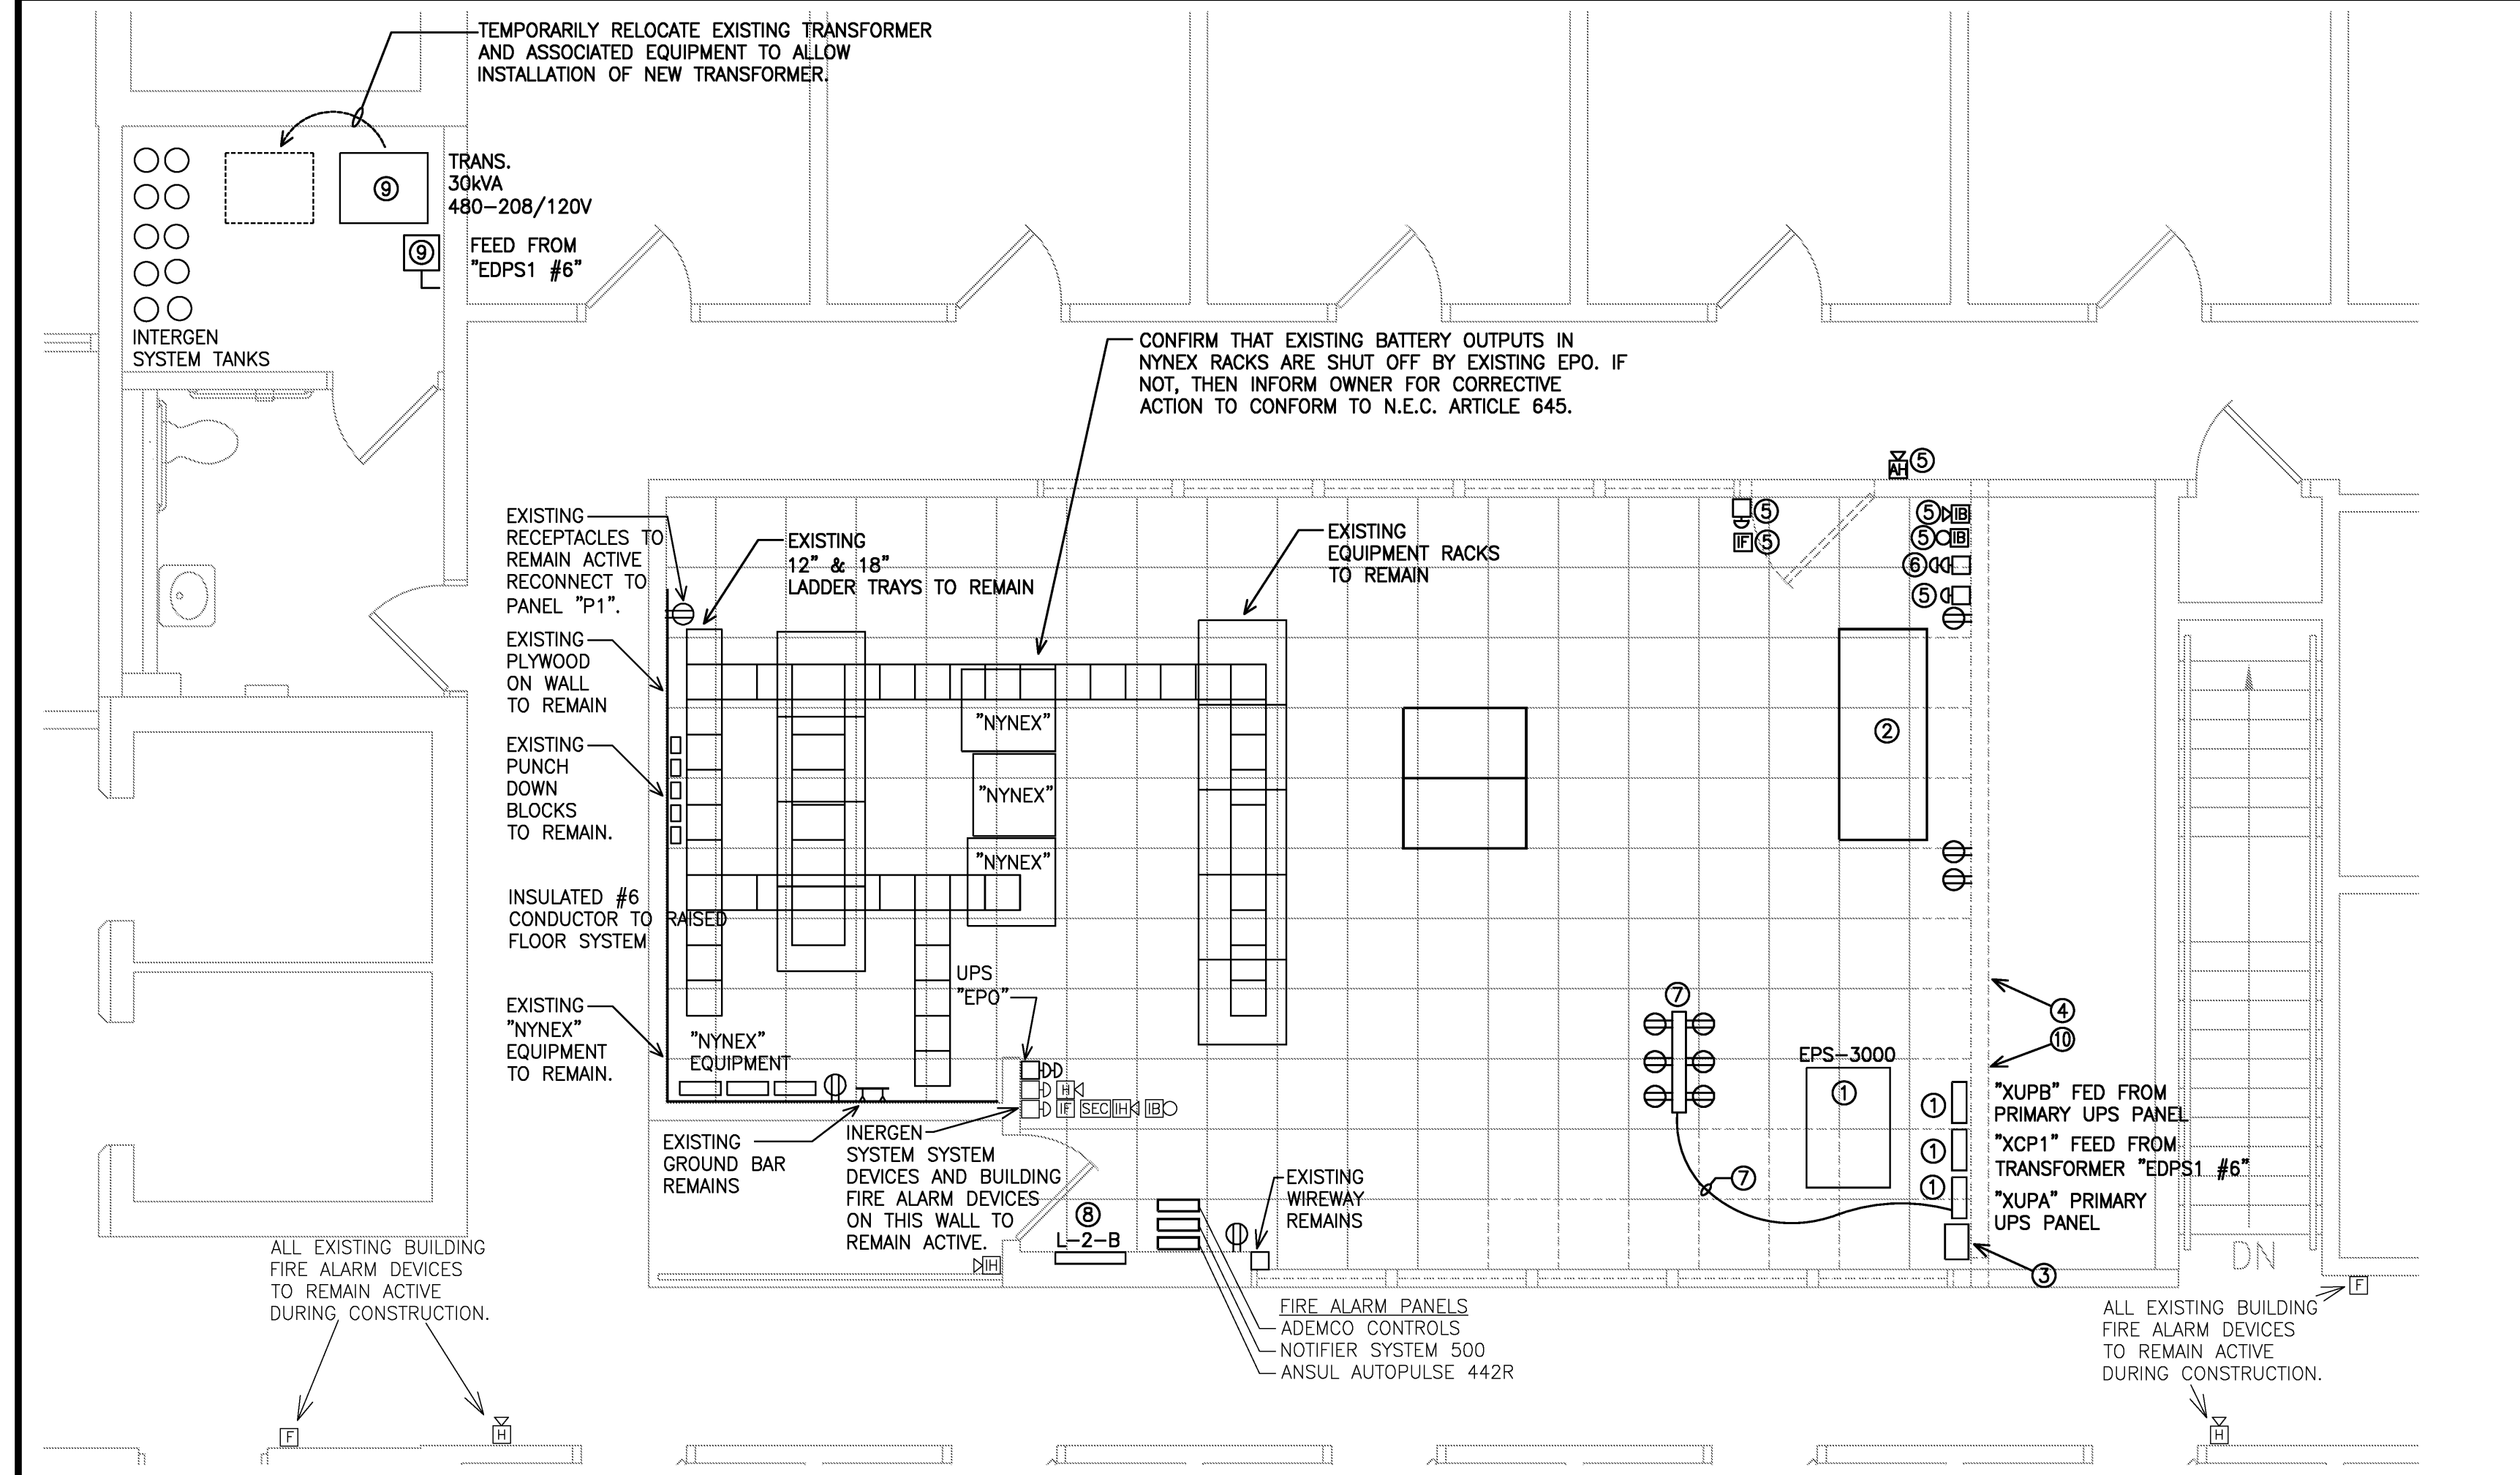 TEMPORARILY RELOCATE EXISTING TRANSFORMER
AND ASSOCIATED EQUIPMENT TO ALLOW
INSTALLATION OF NEW TRANSFORMER.
TRANS.
30kVA
480-208/120V
9
9
FEED FROM
"EDPS1 #6"
INTERGEN
SYSTEM TANKS
CONFIRM THAT EXISTING BATTERY OUTPUTS IN
NYNEX RACKS ARE SHUT OFF BY EXISTING EPO. IF
NOT, THEN INFORM OWNER FOR CORRECTIVE
ACTION TO CONFORM TO N.E.C. ARTICLE 645.
AH 5
5
IF 5
5 IB
5 IB
6
5
EXISTING
RECEPTACLES TO
REMAIN ACTIVE
RECONNECT TO
PANEL "P1".
EXISTING
12" & 18"
LADDER TRAYS TO REMAIN
EXISTING
EQUIPMENT RACKS
TO REMAIN
EXISTING
PLYWOOD
ON WALL
TO REMAIN
"NYNEX"
"NYNEX"
"NYNEX"
2
EXISTING
PUNCH
DOWN
BLOCKS
TO REMAIN.
INSULATED #6
CONDUCTOR TO RAISED
FLOOR SYSTEM
UPS
"EPO"
EXISTING
"NYNEX"
EQUIPMENT
TO REMAIN.
"NYNEX"
EQUIPMENT
H
IF SEC IH IB
7
4
10
EPS-3000
1
1
"XUPB" FED FROM
PRIMARY UPS PANEL
1
"XCP1" FEED FROM
TRANSFORMER "EDPS1 #6"
1
"XUPA" PRIMARY
UPS PANEL
7
3
EXISTING
GROUND BAR
REMAINS
INERGEN
SYSTEM SYSTEM
DEVICES AND BUILDING
FIRE ALARM DEVICES
ON THIS WALL TO
REMAIN ACTIVE.
8
L-2-B
EXISTING
WIREWAY
REMAINS
IH
DN
ALL EXISTING BUILDING
FIRE ALARM DEVICES
TO REMAIN ACTIVE
DURING CONSTRUCTION.
F
H
FIRE ALARM PANELS
ADEMCO CONTROLS
NOTIFIER SYSTEM 500
ANSUL AUTOPULSE 442R
ALL EXISTING BUILDING
FIRE ALARM DEVICES
TO REMAIN ACTIVE
DURING CONSTRUCTION.
F
H